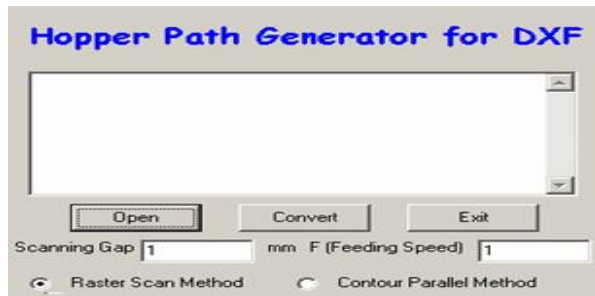 Hopper Path Generator for DXF
Open Convert Exit
Scanning Gap 1 mm F (Feeding Speed) 1
Raster Scan Method Contour Parallel Method